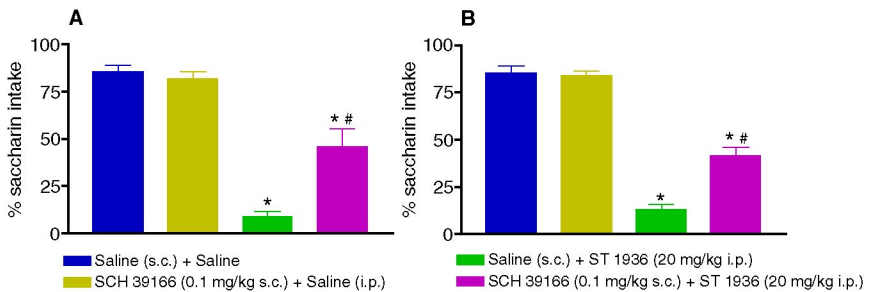 A
% saccharin intake
100
75
50
25
0
*
* #
Saline (s.c.) + Saline
SCH 39166 (0.1 mg/kg s.c.) + Saline (i.p.)
B
% saccharin intake
100
75
50
25
0
*
* #
Saline (s.c.) + ST 1936 (20 mg/kg i.p.)
SCH 39166 (0.1 mg/kg s.c.) + ST 1936 (20 mg/kg i.p.)